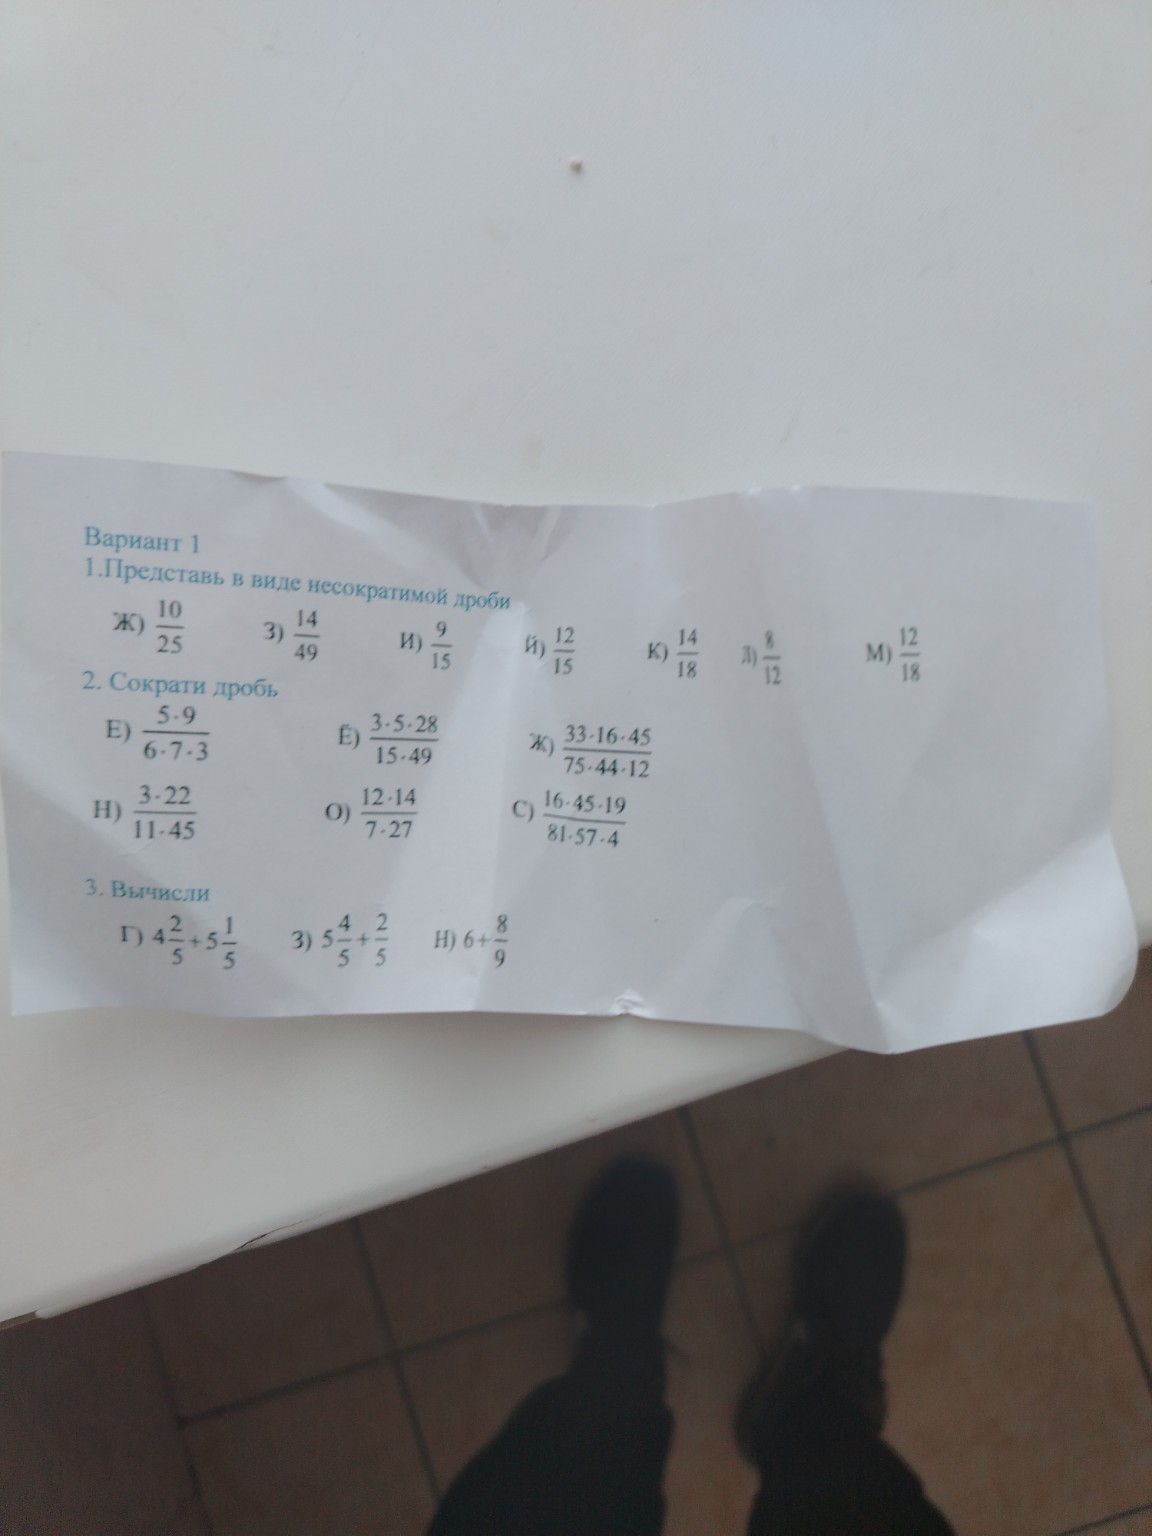 Вариант 1
1.Представь в виде несократимой дроби
Ж) 10/25 З) 14/49 И) 9/15 Й) 12/15 К) 14/18 Л) 8/12 М) 12/18
2. Сократи дробь
Е) 5·9/6·7·3 Ё) 3·5·28/15·49 Ж) 33·16·45/75·44·12
Н) 3·22/11·45 О) 12·14/7·27 С) 16·45·19/81·57·4
3. Вычисли
Г) 4 2/5 + 5 1/5 З) 5 4/5 + 2/5 Н) 6 + 8/9